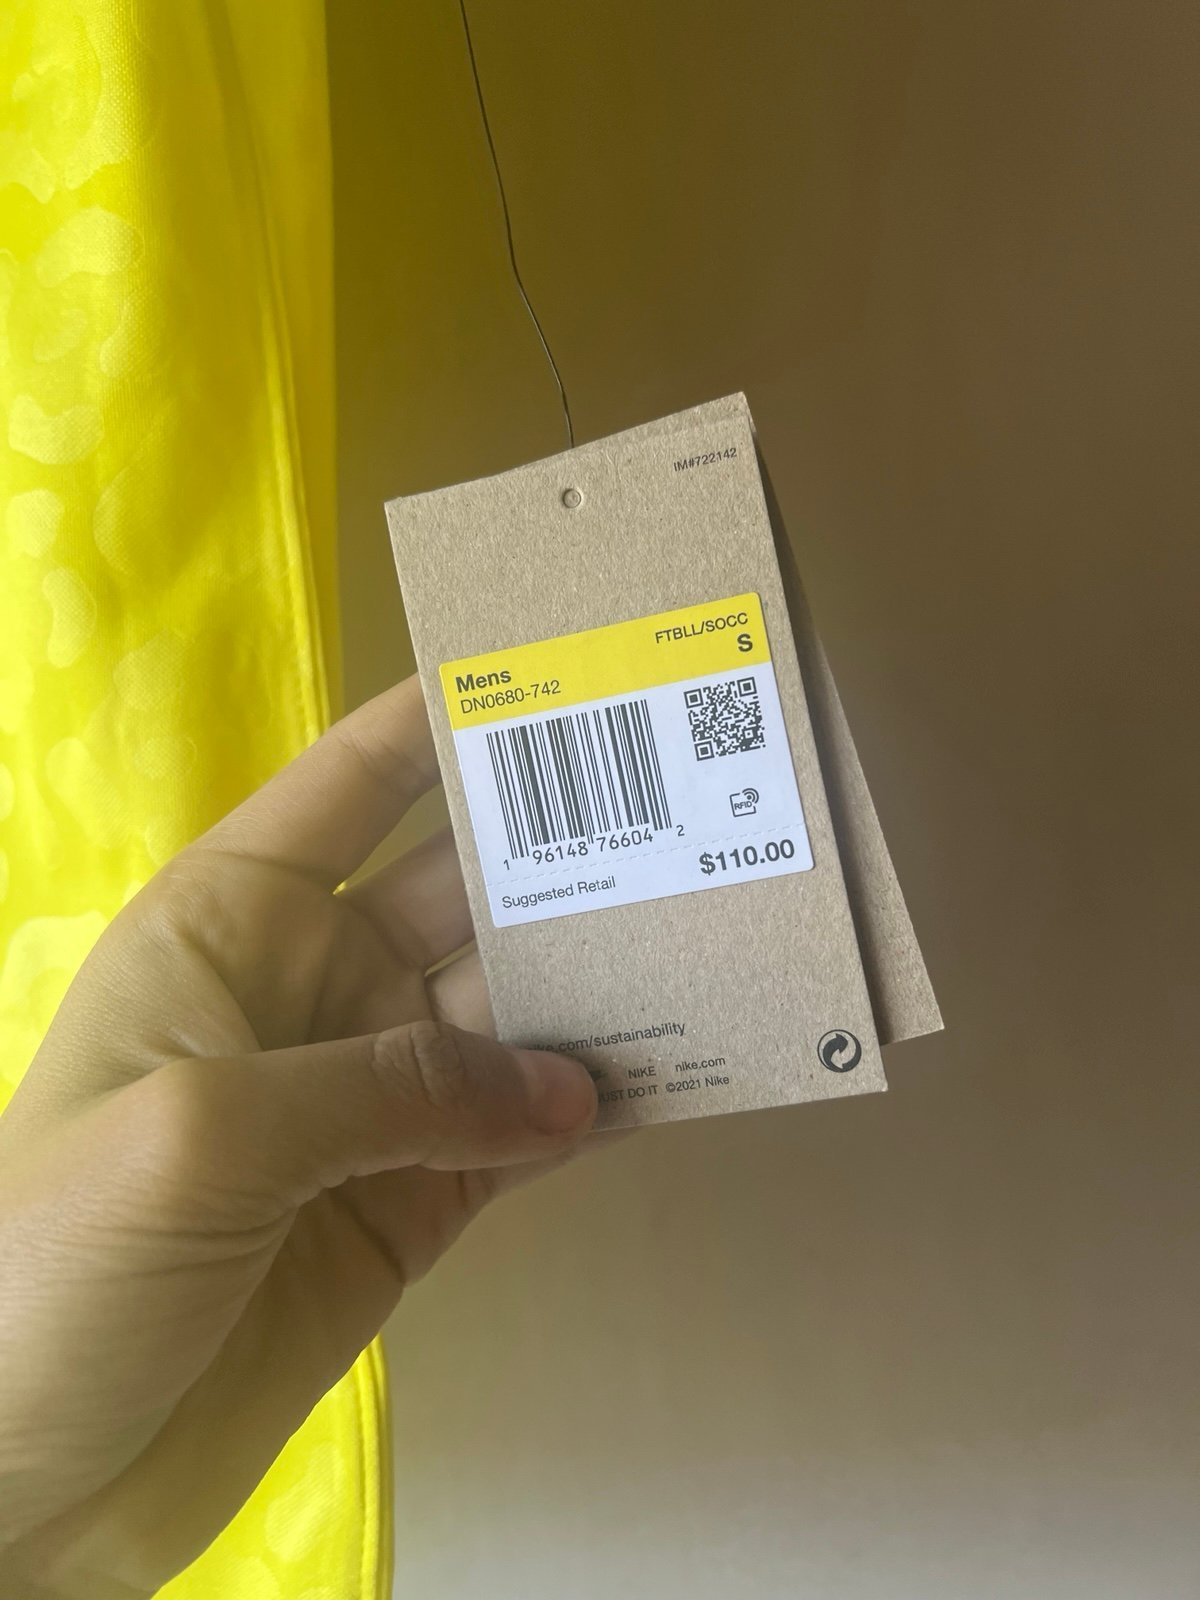 IM#722142
FTBLL/SOCC
Mens S
DN0680-742
RFID
1 96148 76604 2
Suggested Retail $110.00
nike.com/sustainability
NIKE nike.com
JUST DO IT ©2021 Nike